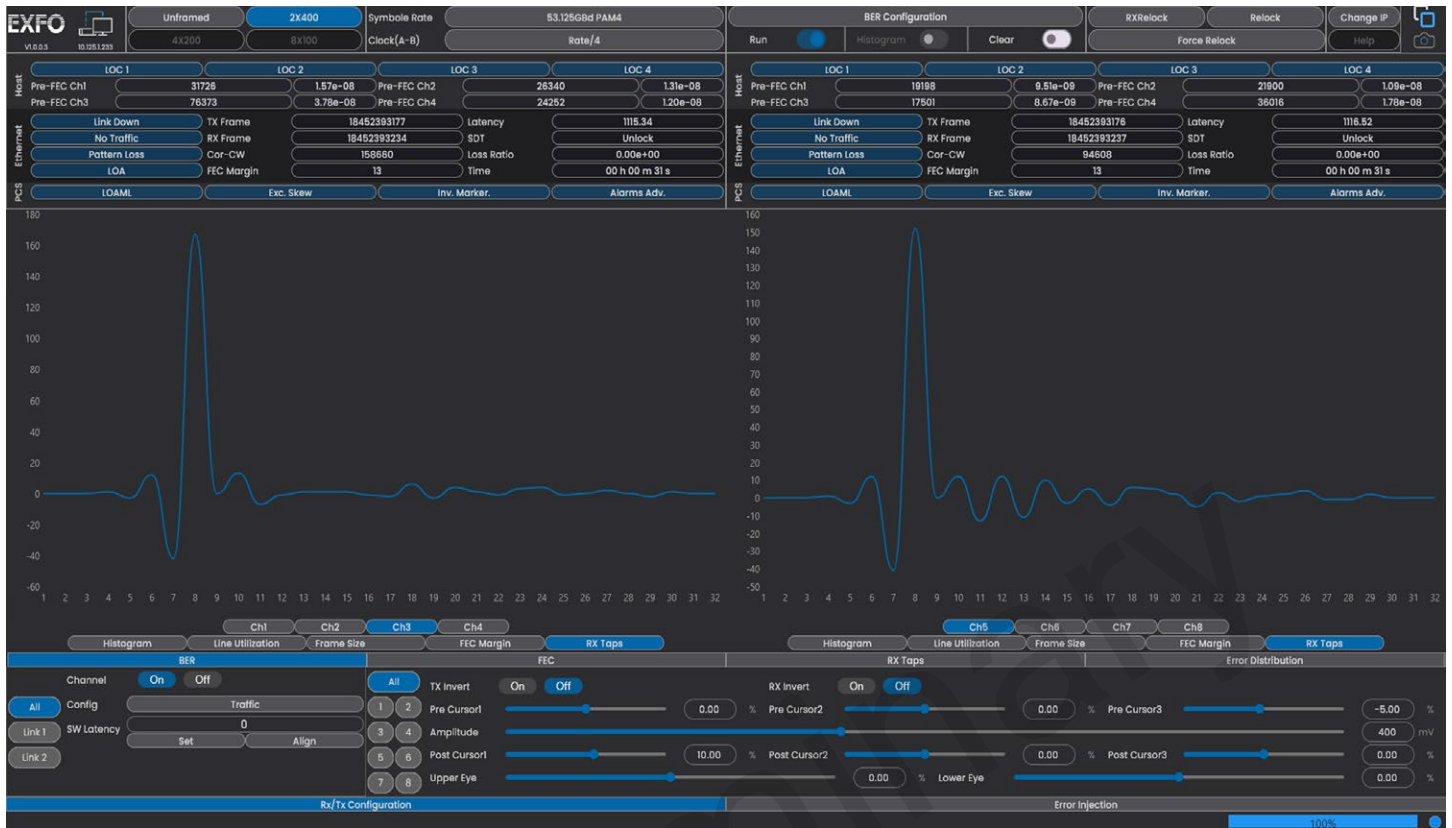 EXFO Unframed 2X400 Symbole Rate 53.125GBd PAM4 BER Configuration RXRelock Relock Change IP
V1.0.0.3 10.125.1.233 4X200 8X100 Clock(A-B) Rate/4 Run Histogram Clear Force Relock Help
Host LOC 1 LOC 2 LOC 3 LOC 4
Pre-FEC Ch1 31726 1.57e-08 Pre-FEC Ch2 26340 1.31e-08
Pre-FEC Ch3 76373 3.78e-08 Pre-FEC Ch4 24252 1.20e-08
Ethernet Link Down TX Frame 18452393177 Latency 1115.34
No Traffic RX Frame 18452393234 SDT Unlock
Pattern Loss Cor-CW 158660 Loss Ratio 0.00e+00
LOA FEC Margin 13 Time 00 h 00 m 31 s
PCS LOAML Exc. Skew Inv. Marker. Alarms Adv.
Host LOC 1 LOC 2 LOC 3 LOC 4
Pre-FEC Ch1 19198 9.51e-09 Pre-FEC Ch2 21900 1.09e-08
Pre-FEC Ch3 17501 8.67e-09 Pre-FEC Ch4 36016 1.78e-08
Ethernet Link Down TX Frame 18452393176 Latency 1116.52
No Traffic RX Frame 18452393237 SDT Unlock
Pattern Loss Cor-CW 94608 Loss Ratio 0.00e+00
LOA FEC Margin 13 Time 00 h 00 m 31 s
PCS LOAML Exc. Skew Inv. Marker. Alarms Adv.
180
160
140
120
100
80
60
40
20
0
-20
-40
-60
1 2 3 4 5 6 7 8 9 10 11 12 13 14 15 16 17 18 19 20 21 22 23 24 25 26 27 28 29 30 31 32
Ch1 Ch2 Ch3 Ch4
Histogram Line Utilization Frame Size FEC Margin RX Taps
160
150
140
130
120
110
100
90
80
70
60
50
40
30
20
10
0
-10
-20
-30
-40
-50
1 2 3 4 5 6 7 8 9 10 11 12 13 14 15 16 17 18 19 20 21 22 23 24 25 26 27 28 29 30 31 32
Ch5 Ch6 Ch7 Ch8
Histogram Line Utilization Frame Size FEC Margin RX Taps
BER FEC RX Taps Error Distribution
Channel On Off
All Config Traffic
Link 1 SW Latency 0
Set Align
Link 2
All TX Invert On Off RX Invert On Off
1 2 Pre Cursor1 0.00 % Pre Cursor2 0.00 % Pre Cursor3 -5.00 %
3 4 Amplitude 400 mV
5 6 Post Cursor1 10.00 % Post Cursor2 0.00 % Post Cursor3 0.00 %
7 8 Upper Eye 0.00 % Lower Eye 0.00 %
Rx/Tx Configuration Error Injection
100%